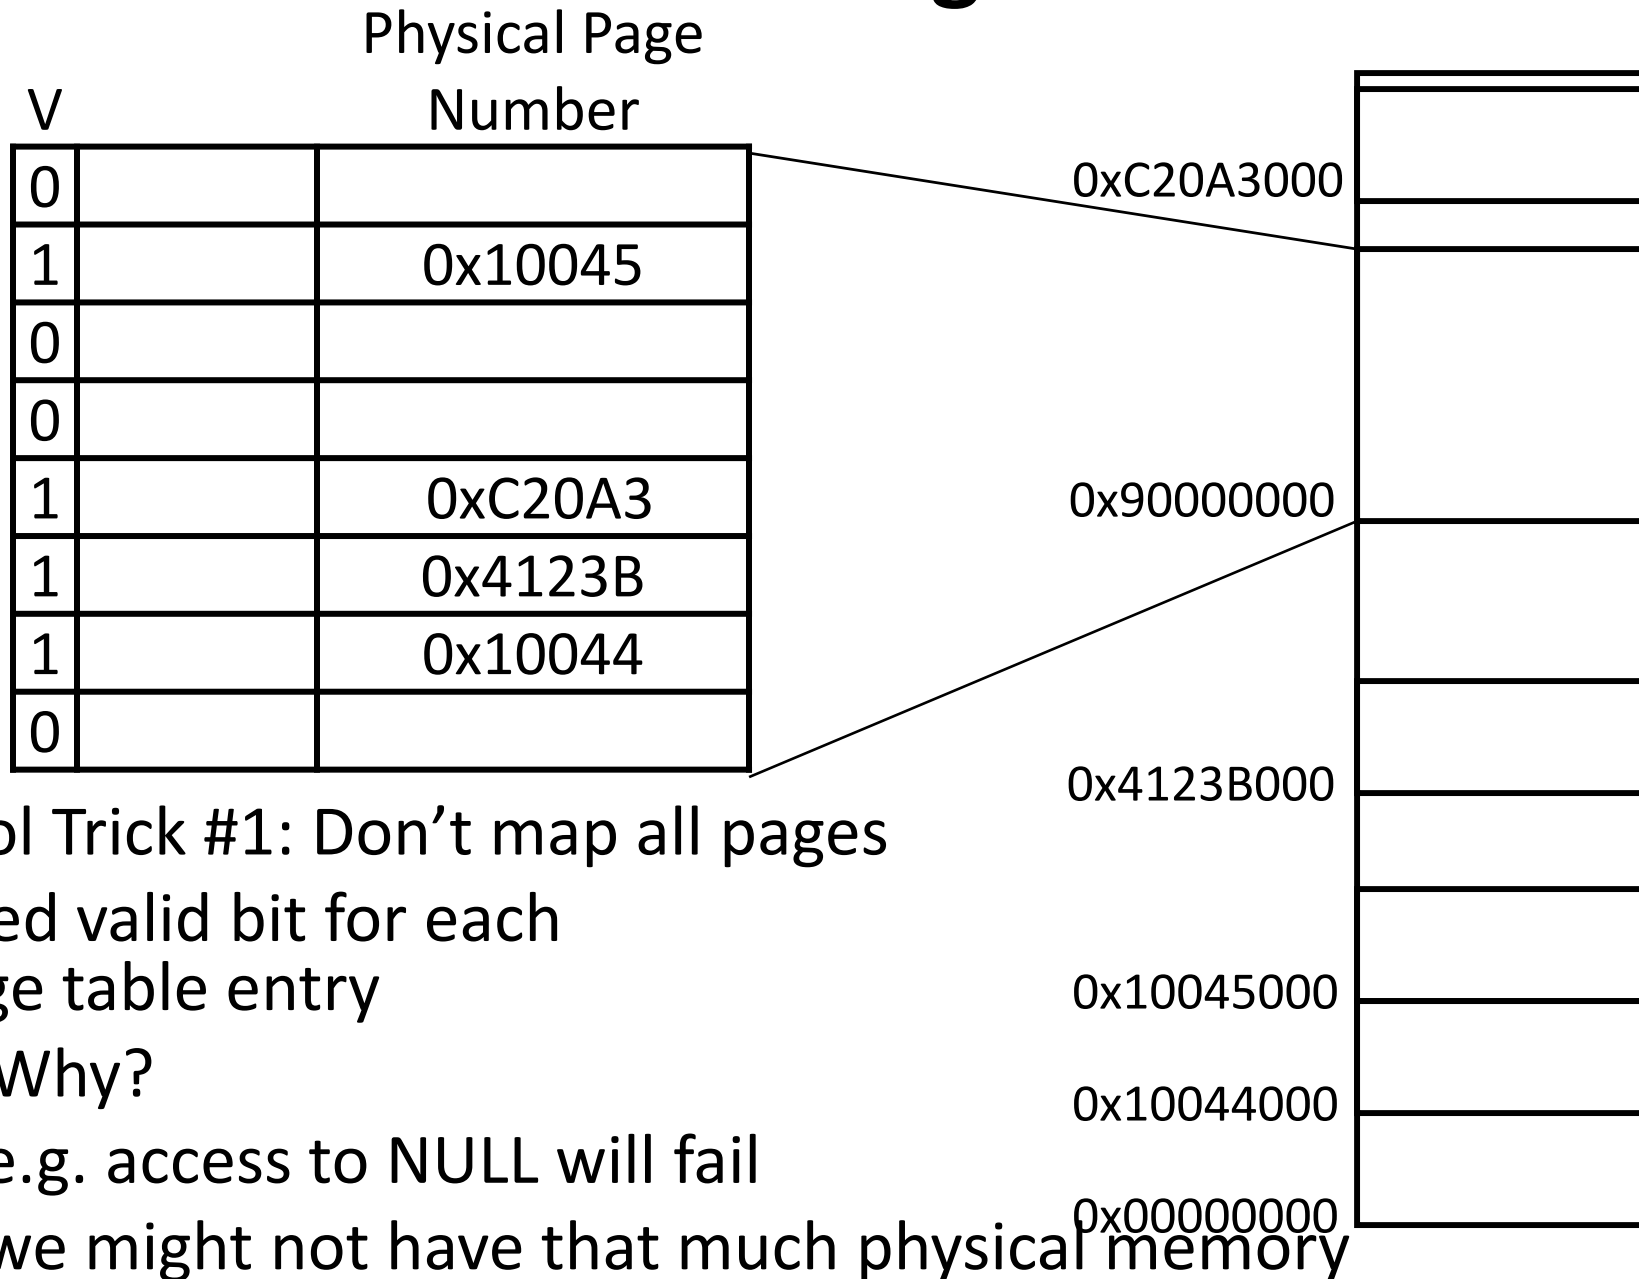 Physical Page
V Number
0
1 0x10045
0
0
1 0xC20A3
1 0x4123B
1 0x10044
0
0xC20A3000
0x90000000
0x4123B000
0x10045000
0x10044000
0x00000000
ol Trick #1: Don’t map all pages
ed valid bit for each
ge table entry
Why?
e.g. access to NULL will fail
we might not have that much physical memory